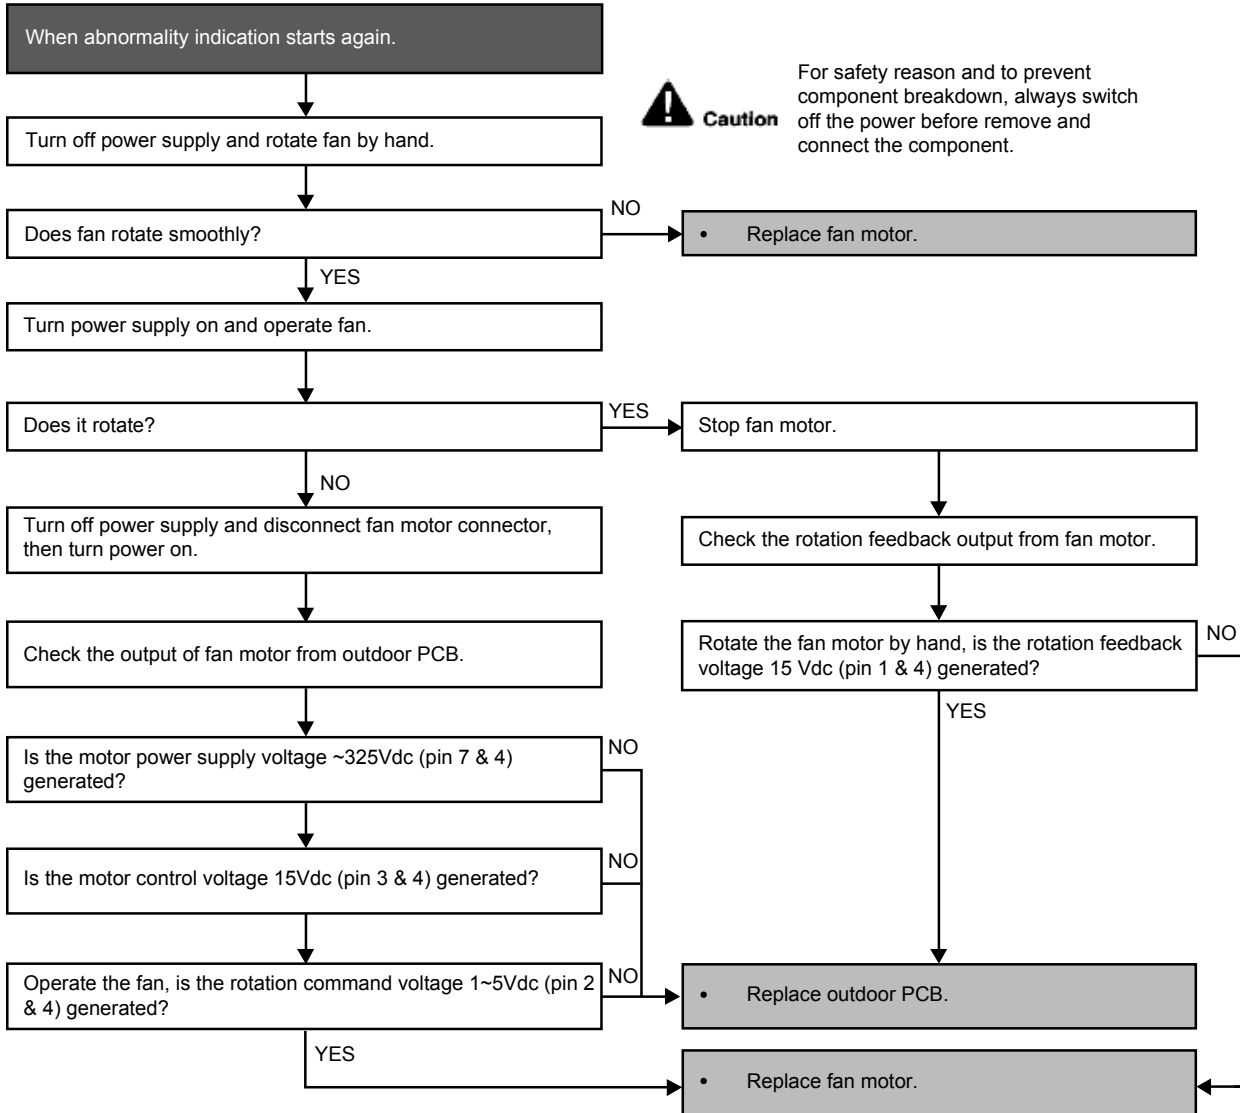 When abnormality indication starts again.
For safety reason and to prevent
component breakdown, always switch
off the power before remove and
connect the component.
Caution
Turn off power supply and rotate fan by hand.
Does fan rotate smoothly?
NO
• Replace fan motor.
YES
Turn power supply on and operate fan.
Does it rotate?
YES
Stop fan motor.
NO
Turn off power supply and disconnect fan motor connector,
then turn power on.
Check the rotation feedback output from fan motor.
Check the output of fan motor from outdoor PCB.
Rotate the fan motor by hand, is the rotation feedback
voltage 15 Vdc (pin 1 & 4) generated?
NO
YES
Is the motor power supply voltage ~325Vdc (pin 7 & 4)
generated?
NO
Is the motor control voltage 15Vdc (pin 3 & 4) generated?
NO
Operate the fan, is the rotation command voltage 1~5Vdc (pin 2
& 4) generated?
NO
• Replace outdoor PCB.
YES
• Replace fan motor.